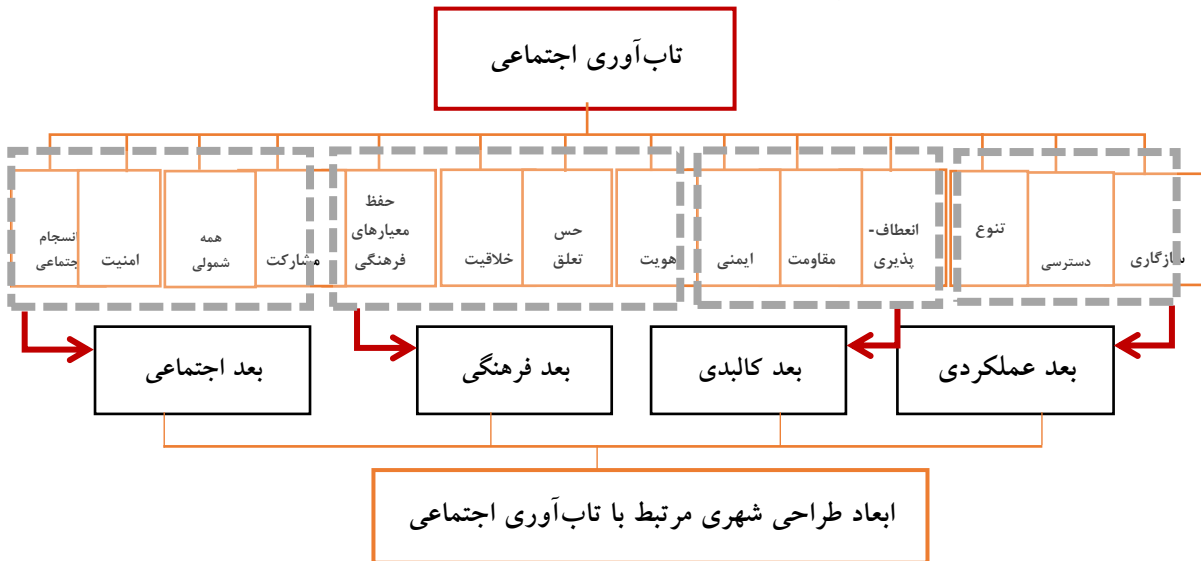 تاب‌آوری اجتماعی
سازگاری
دسترسی
تنوع
انعطاف-
پذیری
مقاومت
ایمنی
هویت
حس
تعلق
خلاقیت
حفظ
معیارهای
فرهنگی
مشارکت
همه
شمولی
امنیت
انسجام
اجتماعی
بعد عملکردی
بعد کالبدی
بعد فرهنگی
بعد اجتماعی
ابعاد طراحی شهری مرتبط با تاب‌آوری اجتماعی